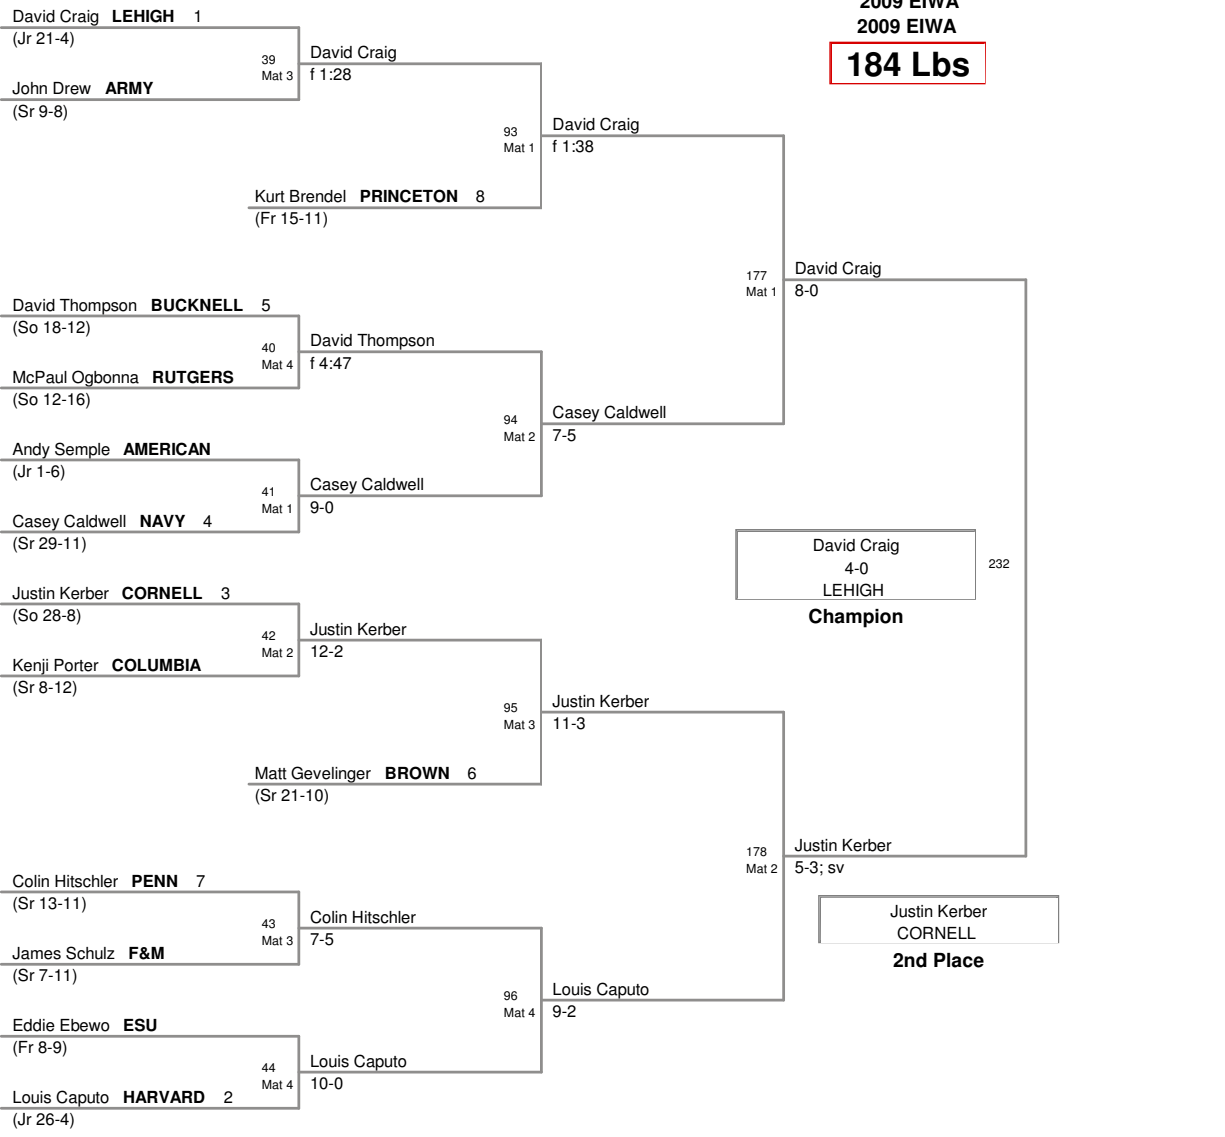 2009 EIWA
2009 EIWA
184 Lbs
David Craig LEHIGH 1
(Jr 21-4)
39
Mat 3
David Craig
f 1:28
John Drew ARMY
(Sr 9-8)
93
Mat 1
David Craig
f 1:38
Kurt Brendel PRINCETON 8
(Fr 15-11)
177
Mat 1
David Craig
8-0
David Thompson BUCKNELL 5
(So 18-12)
40
Mat 4
David Thompson
f 4:47
McPaul Ogbonna RUTGERS
(So 12-16)
94
Mat 2
Casey Caldwell
7-5
Andy Semple AMERICAN
(Jr 1-6)
41
Mat 1
Casey Caldwell
9-0
Casey Caldwell NAVY 4
(Sr 29-11)
David Craig
4-0
LEHIGH
Champion
232
Justin Kerber CORNELL 3
(So 28-8)
42
Mat 2
Justin Kerber
12-2
Kenji Porter COLUMBIA
(Sr 8-12)
95
Mat 3
Justin Kerber
11-3
Matt Gevelinger BROWN 6
(Sr 21-10)
178
Mat 2
Justin Kerber
5-3; sv
Colin Hitschler PENN 7
(Sr 13-11)
43
Mat 3
Colin Hitschler
7-5
Justin Kerber
CORNELL
2nd Place
James Schulz F&M
(Sr 7-11)
96
Mat 4
Louis Caputo
9-2
Eddie Ebewo ESU
(Fr 8-9)
44
Mat 4
Louis Caputo
10-0
Louis Caputo HARVARD 2
(Jr 26-4)